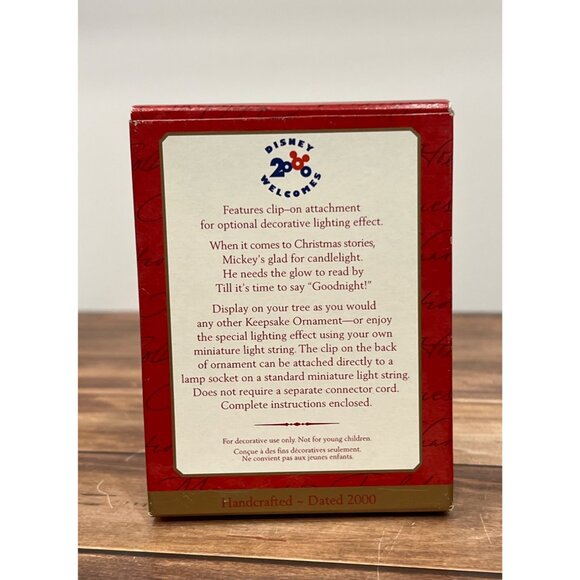 DISNEY
2000
WELCOMES
Features clip–on attachment
for optional decorative lighting effect.
When it comes to Christmas stories,
Mickey's glad for candlelight.
He needs the glow to read by
Till it's time to say “Goodnight!”
Display on your tree as you would
any other Keepsake Ornament—or enjoy
the special lighting effect using your own
miniature light string. The clip on the back
of ornament can be attached directly to a
lamp socket on a standard miniature light string.
Does not require a separate connector cord.
Complete instructions enclosed.
For decorative use only. Not for young children.
Conçue à des fins décoratives seulement.
Ne convient pas aux jeunes enfants.
Handcrafted ~ Dated 2000